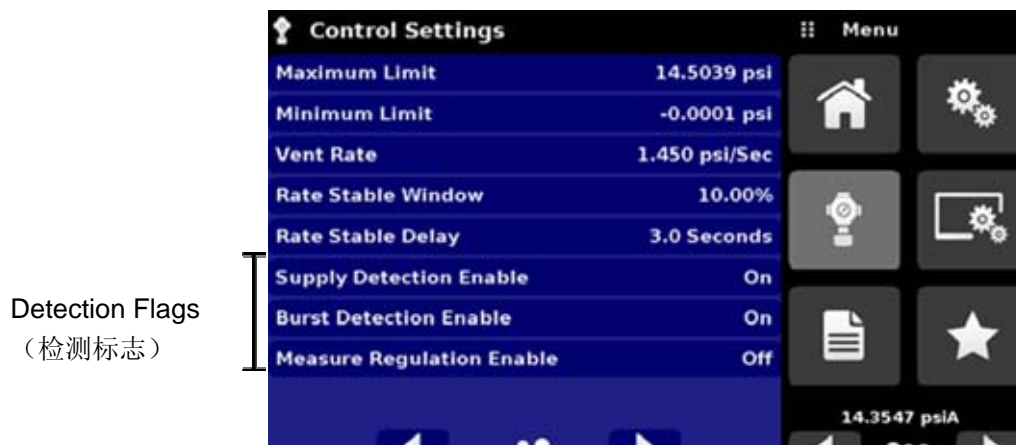 Control Settings
Menu
Maximum Limit 14.5039 psi
Minimum Limit -0.0001 psi
Vent Rate 1.450 psi/Sec
Rate Stable Window 10.00%
Rate Stable Delay 3.0 Seconds
Supply Detection Enable On
Burst Detection Enable On
Measure Regulation Enable Off
Detection Flags
（检测标志）
14.3547 psiA